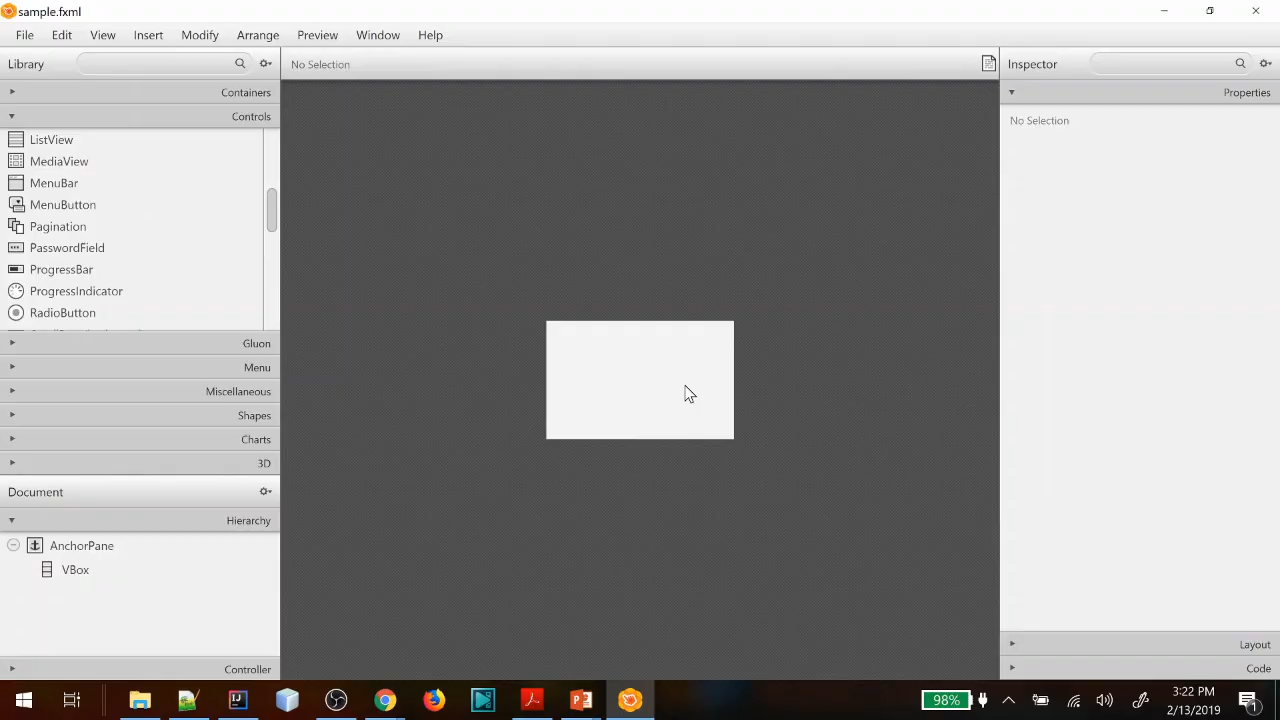 sample.fxml
File Edit View Insert Modify Arrange Preview Window Help
Library
No Selection
Inspector
Containers
Controls
ListView
MediaView
MenuBar
MenuButton
Pagination
PasswordField
ProgressBar
ProgressIndicator
RadioButton
Gluon
Menu
Miscellaneous
Shapes
Charts
3D
Document
Hierarchy
AnchorPane
VBox
Controller
Properties
No Selection
Layout
Code
98%
3:22 PM
2/13/2019
1